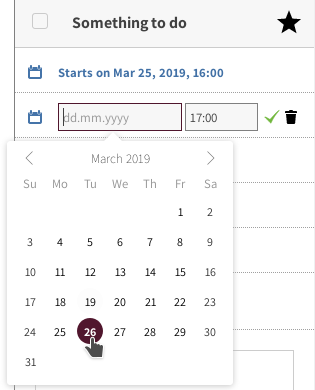 Something to do
Starts on Mar 25, 2019, 16:00
dd.mm.yyyy 17:00
March 2019
Su Mo Tu We Th Fr Sa
1 2
3 4 5 6 7 8 9
10 11 12 13 14 15 16
17 18 19 20 21 22 23
24 25 26 27 28 29 30
31